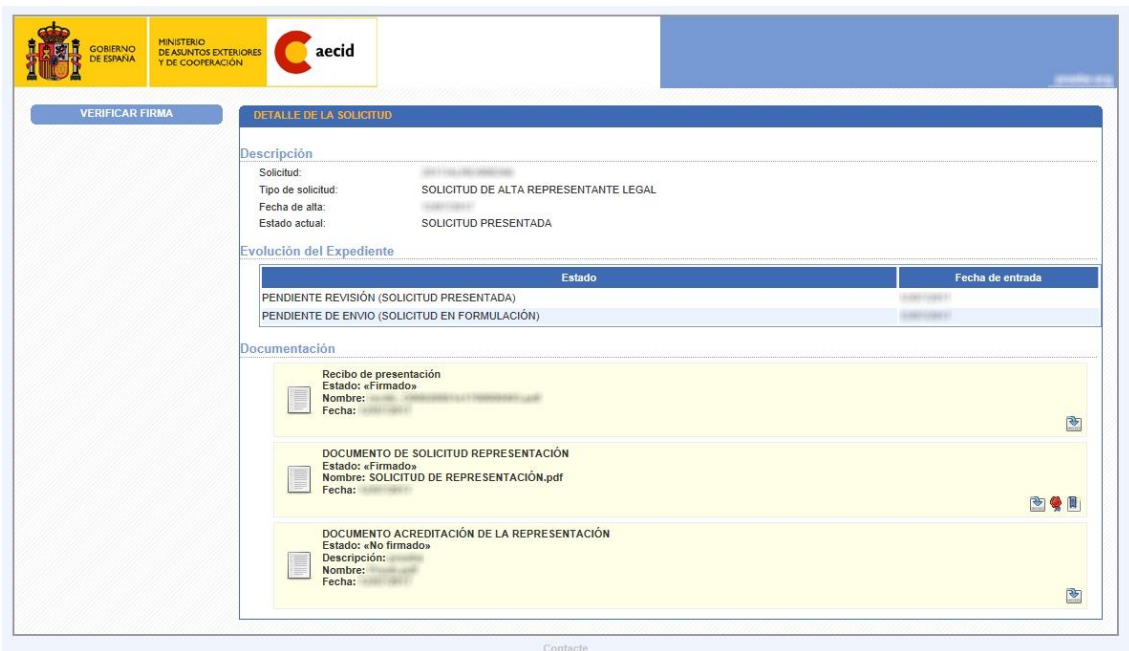 GOBIERNO
DE ESPAÑA
MINISTERIO
DE ASUNTOS EXTERIORES
Y DE COOPERACIÓN
aecid
VERIFICAR FIRMA
DETALLE DE LA SOLICITUD
Descripción
Solicitud:
Tipo de solicitud: SOLICITUD DE ALTA REPRESENTANTE LEGAL
Fecha de alta:
Estado actual: SOLICITUD PRESENTADA
Evolución del Expediente
Estado Fecha de entrada
PENDIENTE REVISIÓN (SOLICITUD PRESENTADA)
PENDIENTE DE ENVIO (SOLICITUD EN FORMULACIÓN)
Documentación
Recibo de presentación
Estado: «Firmado»
Nombre:
Fecha:
DOCUMENTO DE SOLICITUD REPRESENTACIÓN
Estado: «Firmado»
Nombre: SOLICITUD DE REPRESENTACIÓN.pdf
Fecha:
DOCUMENTO ACREDITACIÓN DE LA REPRESENTACIÓN
Estado: «No firmado»
Descripción:
Nombre:
Fecha:
Contacte